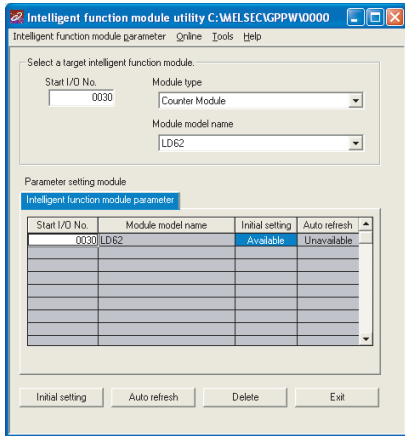 Intelligent function module utility C:\MELSEC\GPPW\0000
Intelligent function module parameter Online Tools Help
Select a target intelligent function module.
Start I/O No. Module type
0030 Counter Module
Module model name
LD62
Parameter setting module
Intelligent function module parameter
Start I/O No. Module model name Initial setting Auto refresh
0030 LD62 Available Unavailable
Initial setting Auto refresh Delete Exit